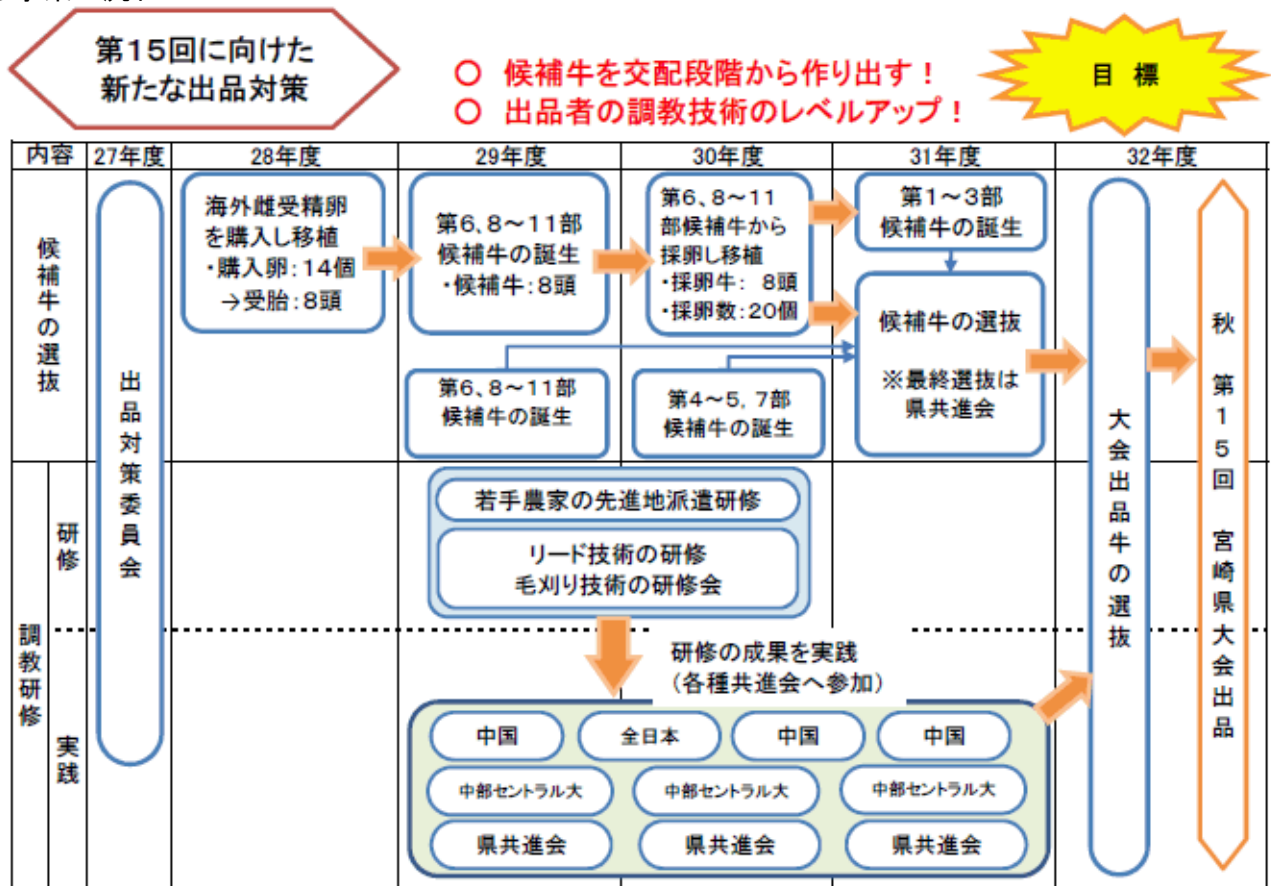 第15回に向けた
新たな出品対策
○ 候補牛を交配段階から作り出す！
○ 出品者の調教技術のレベルアップ！
目 標
内容
27年度
28年度
29年度
30年度
31年度
32年度
候補牛の選抜
出品対策委員会
海外雌受精卵
を購入し移植
・購入卵：14個
→受胎：8頭
第6、8～11部
候補牛の誕生
・候補牛：8頭
第6、8～11
部候補牛から
採卵し移植
・採卵牛： 8頭
・採卵数：20個
第1～3部
候補牛の誕生
候補牛の選抜
※最終選抜は
県共進会
第6、8～11部
候補牛の誕生
第4～5，7部
候補牛の誕生
大会出品牛の選抜
秋 第15回 宮崎県大会出品
調教研修
研修
若手農家の先進地派遣研修
リード技術の研修
毛刈り技術の研修会
研修の成果を実践
（各種共進会へ参加）
実践
中国
全日本
中国
中国
中部セントラル大
中部セントラル大
中部セントラル大
県共進会
県共進会
県共進会